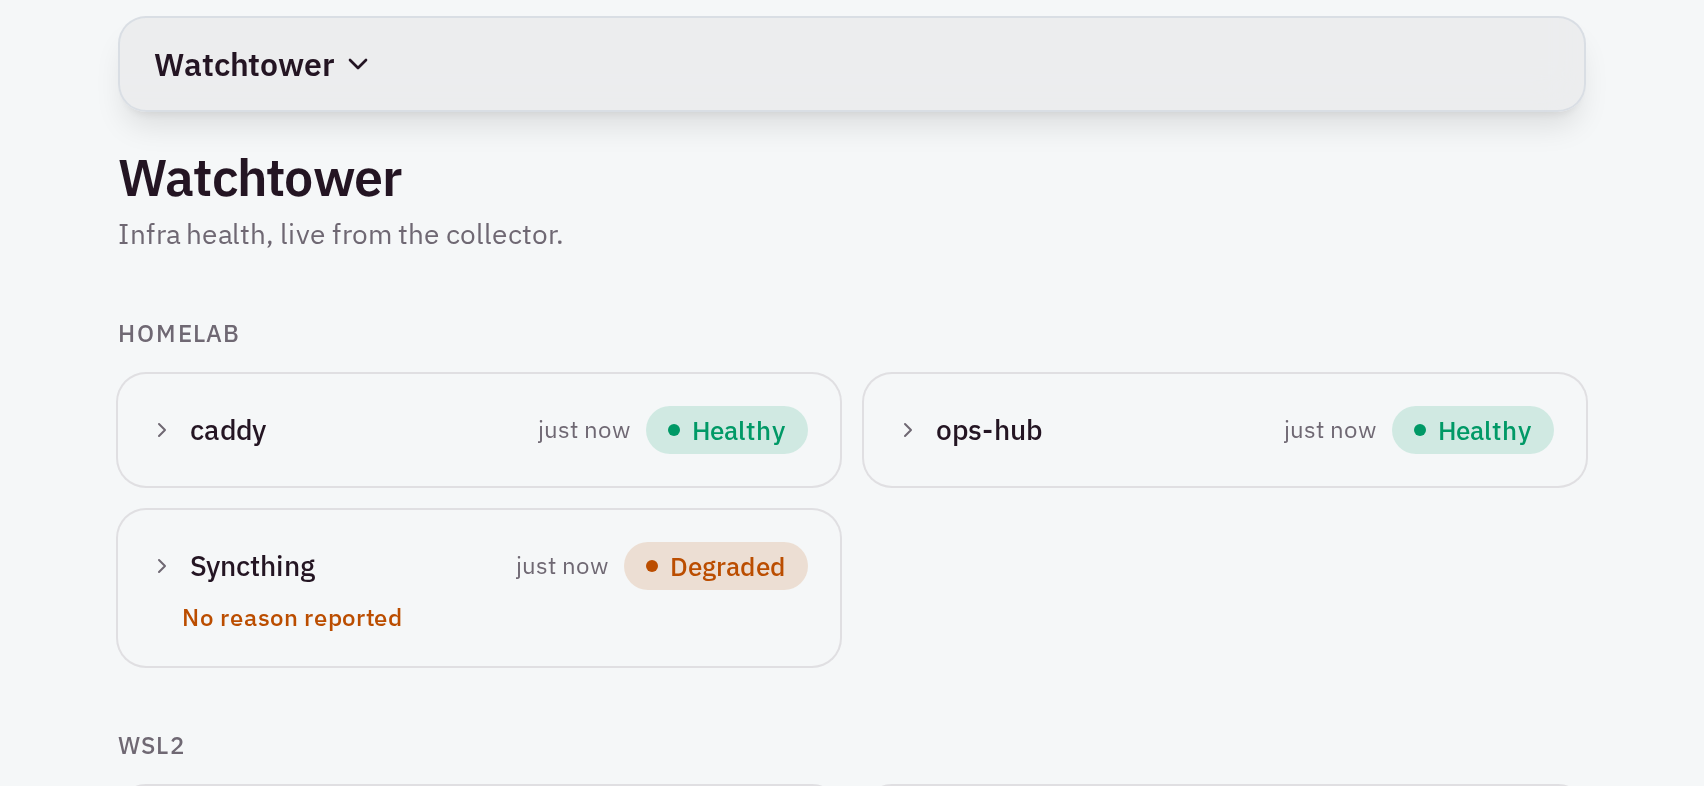 Watchtower
Watchtower
Infra health, live from the collector.
HOMELAB
caddy just now Healthy
ops-hub just now Healthy
Syncthing just now Degraded
No reason reported
WSL2